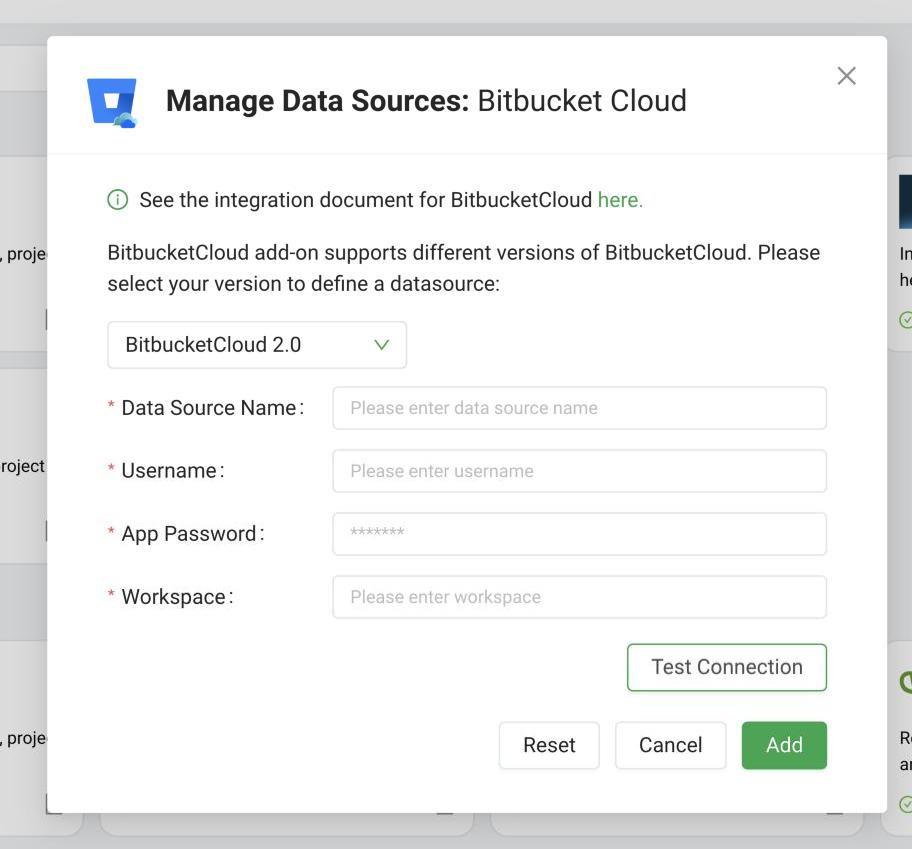 Manage Data Sources: Bitbucket Cloud
See the integration document for BitbucketCloud here.
BitbucketCloud add-on supports different versions of BitbucketCloud. Please
select your version to define a datasource:
BitbucketCloud 2.0
* Data Source Name:
Please enter data source name
* Username:
Please enter username
* App Password:
*******
* Workspace:
Please enter workspace
Test Connection
Reset
Cancel
Add